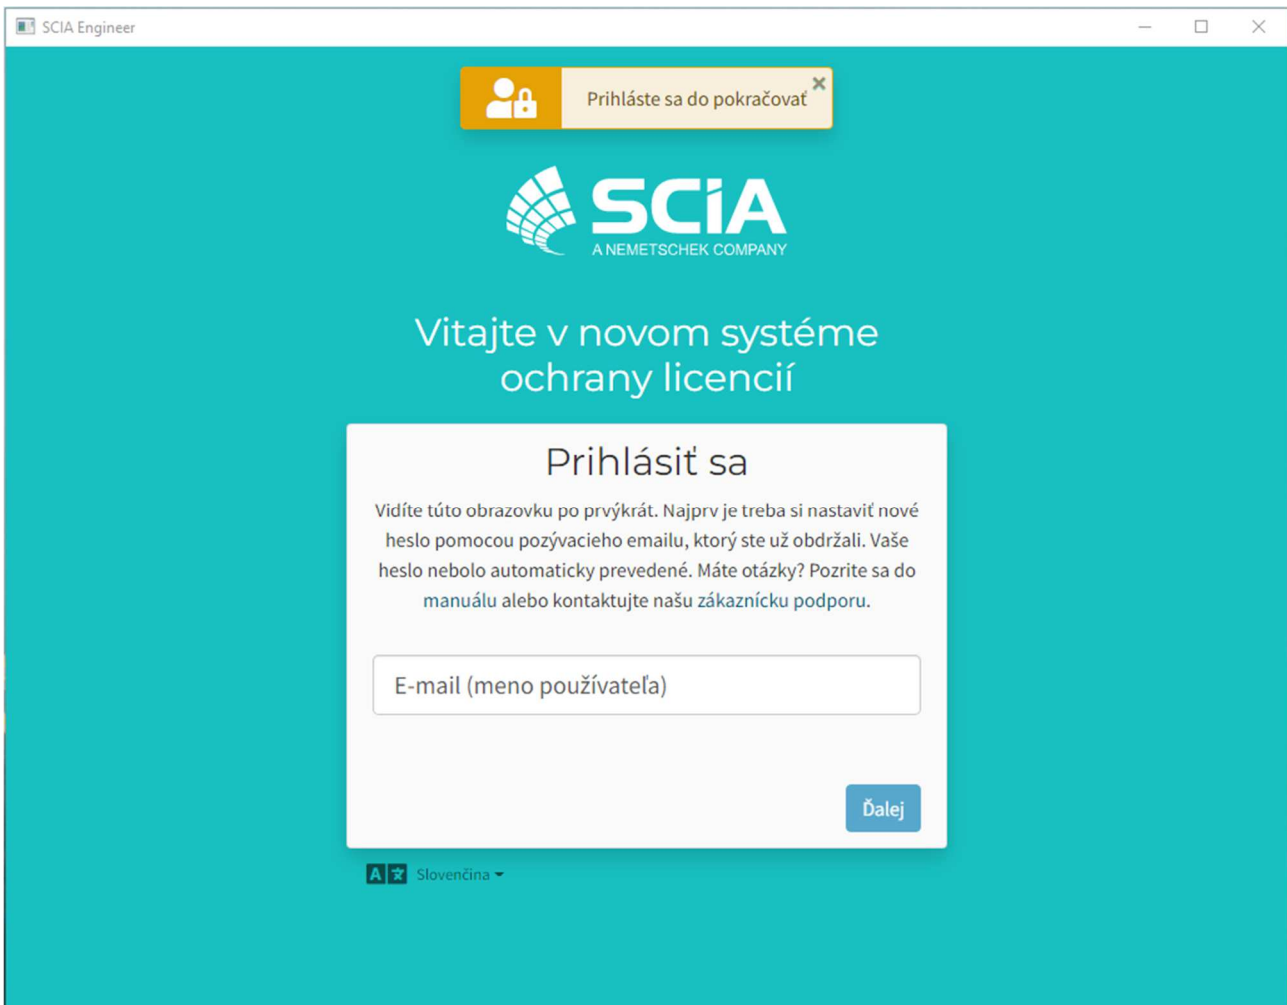 SCIA Engineer
Prihláste sa do pokračovať
SCiA
A NEMETSCHEK COMPANY
Vitajte v novom systéme
ochrany licencií
Prihlásiť sa
Vidíte túto obrazovku po prvýkrát. Najprv je treba si nastaviť nové
heslo pomocou pozývacieho emailu, ktorý ste už obdržali. Vaše
heslo nebolo automaticky prevedené. Máte otázky? Pozrite sa do
manuálu alebo kontaktujte našu zákaznícku podporu.
E-mail (meno používateľa)
Ďalej
Slovenčina